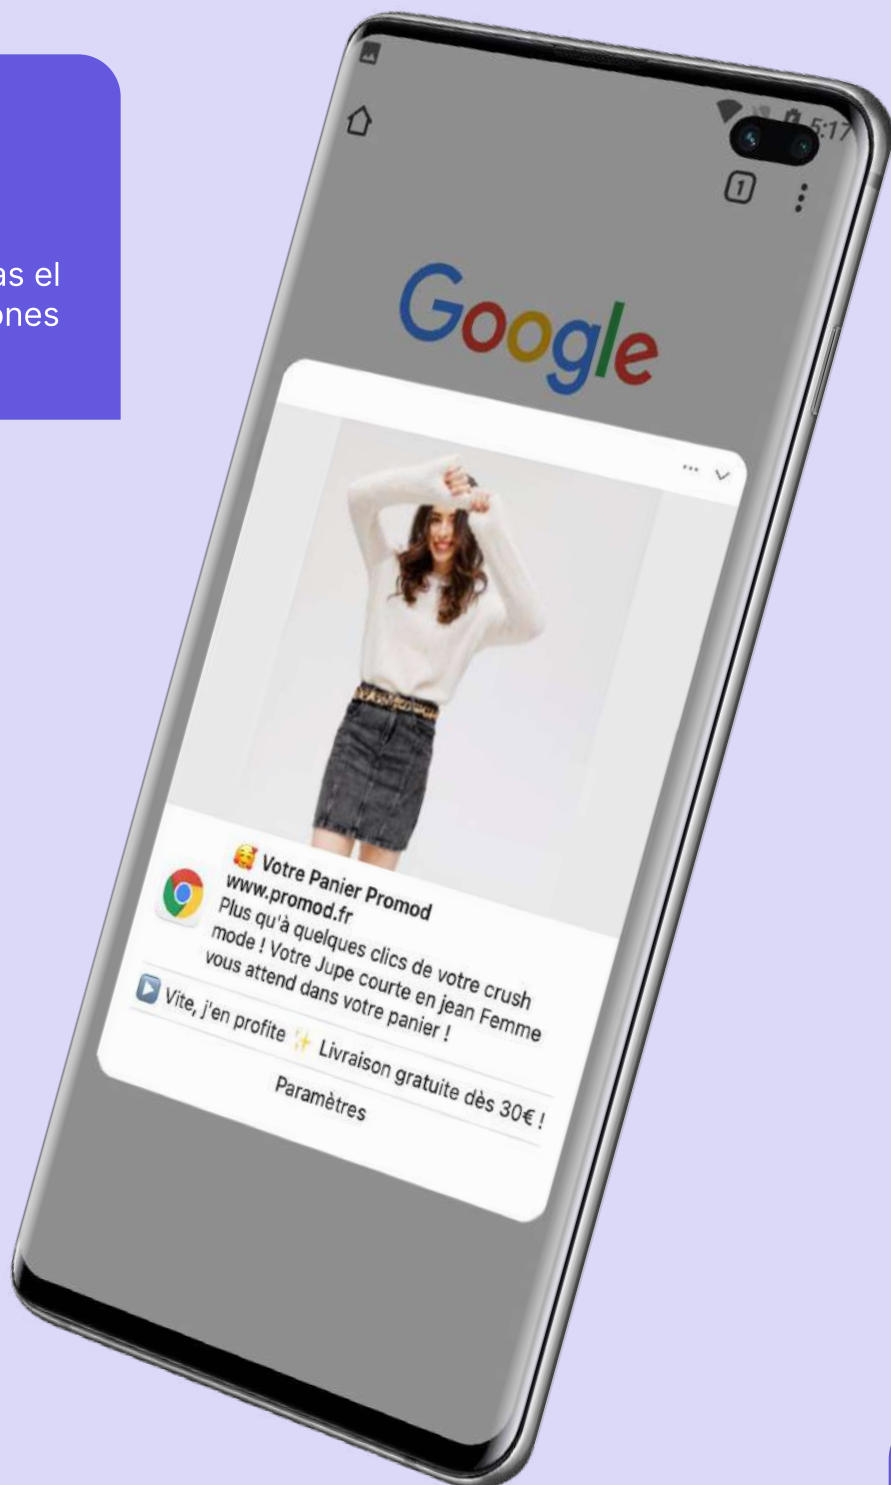 as el
ones
5:17
1
Google
🥰 Votre Panier Promod
www.promod.fr
Plus qu'à quelques clics de votre crush
mode ! Votre Jupe courte en jean Femme
vous attend dans votre panier !
▶️ Vite, j'en profite ✨ Livraison gratuite dès 30€ !
Paramètres